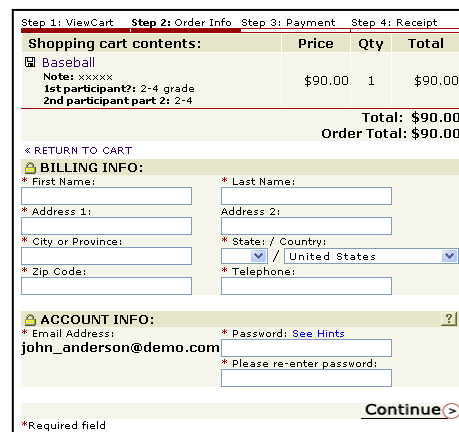 Step 1: ViewCart Step 2: Order Info Step 3: Payment Step 4: Receipt
Shopping cart contents: Price Qty Total
Baseball
Note: xxxxx
1st participant?: 2-4 grade
2nd participant part 2: 2-4
$90.00 1 $90.00
Total: $90.00
Order Total: $90.00
« RETURN TO CART
BILLING INFO:
* First Name: * Last Name:
* Address 1: Address 2:
* City or Province: * State: / Country:
/ United States
* Zip Code: * Telephone:
ACCOUNT INFO: ?
* Email Address: * Password: See Hints
john_anderson@demo.com
* Please re-enter password:
Continue >
*Required field